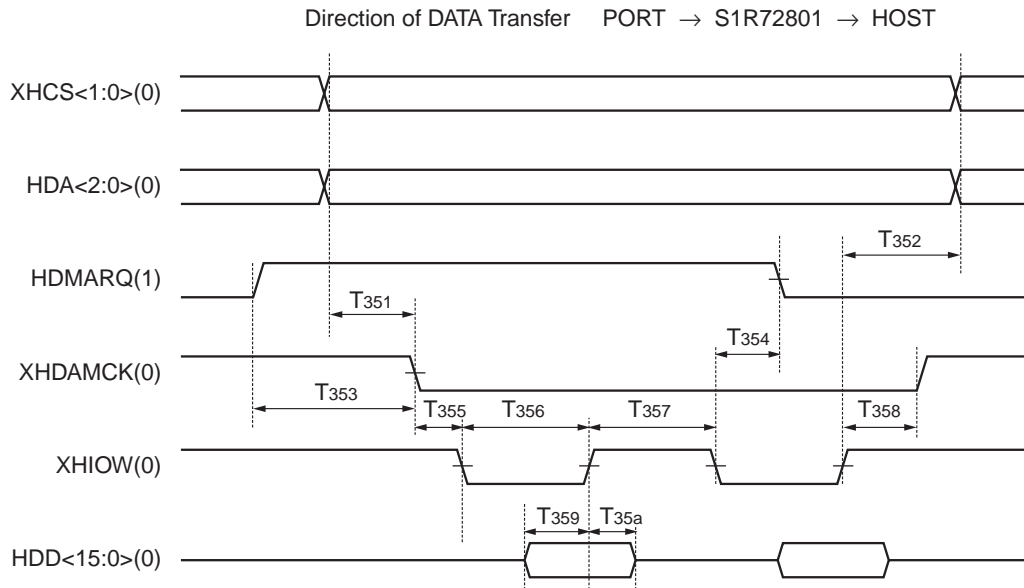 Direction of DATA Transfer PORT → S1R72801 → HOST
XHCS<1:0>(0)
HDA<2:0>(0)
T352
HDMARQ(1)
T351
T354
XHDAMCK(0)
T353
T355 T356 T357 T358
XHIOW(0)
T359 T35a
HDD<15:0>(0)